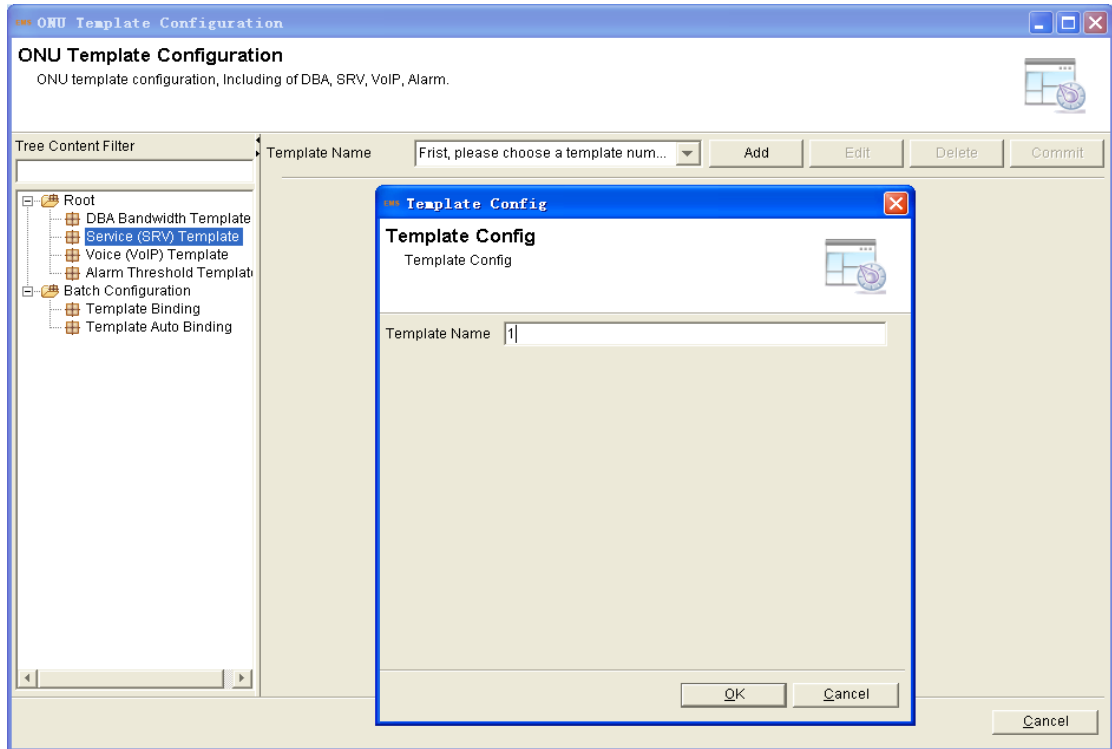 EMS ONU Template Configuration
ONU Template Configuration
ONU template configuration, Including of DBA, SRV, VoIP, Alarm.
Tree Content Filter
Template Name Frist, please choose a template num... Add Edit Delete Commit
Root
DBA Bandwidth Template
Service (SRV) Template
Voice (VoIP) Template
Alarm Threshold Templat
Batch Configuration
Template Binding
Template Auto Binding
EMS Template Config
Template Config
Template Config
Template Name 1
OK Cancel
Cancel